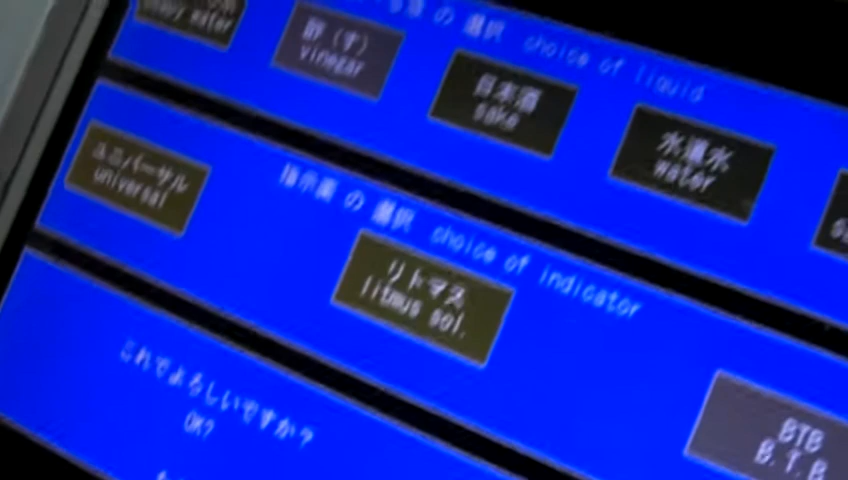 の 選択 choice of liquid
酢(す)
vinegar
日本酒
sake
水道水
water
ユニバーサル
universal
指示薬 の 選択 choice of indicator
リトマス
litmus sol.
BTB
B.T.B
これでよろしいですか?
OK?